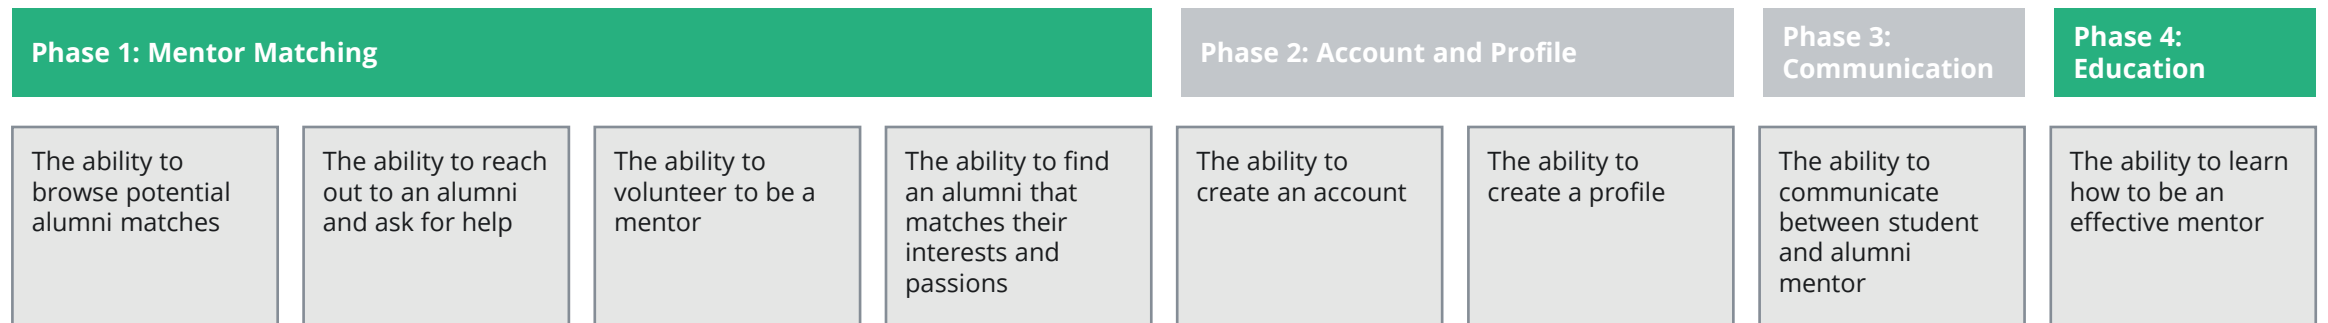 Phase 1: Mentor Matching
Phase 2: Account and Profile
Phase 3:
Communication
Phase 4:
Education
The ability to
browse potential
alumni matches
The ability to reach
out to an alumni
and ask for help
The ability to
volunteer to be a
mentor
The ability to find
an alumni that
matches their
interests and
passions
The ability to
create an account
The ability to
create a profile
The ability to
communicate
between student
and alumni
mentor
The ability to learn
how to be an
effective mentor